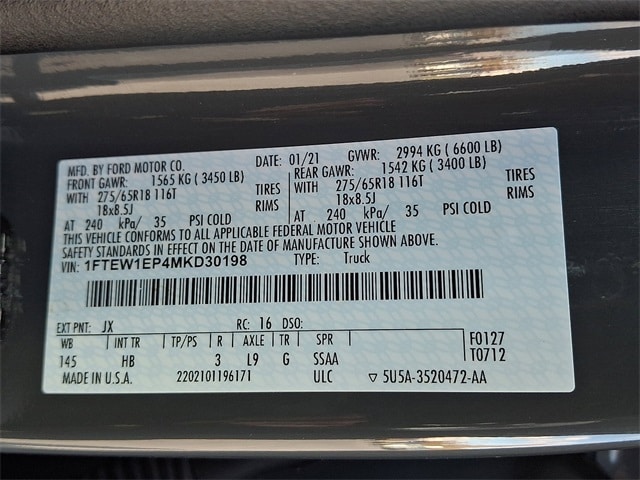 MFD. BY FORD MOTOR CO. DATE: 01/21 GVWR: 2994 KG ( 6600 LB)
FRONT GAWR: 1565 KG ( 3450 LB) REAR GAWR: 1542 KG ( 3400 LB)
WITH 275/65R18 116T TIRES WITH 275/65R18 116T TIRES
18x8.5J RIMS 18x8.5J RIMS
AT 240 kPa/ 35 PSI COLD AT 240 kPa/ 35 PSI COLD
THIS VEHICLE CONFORMS TO ALL APPLICABLE FEDERAL MOTOR VEHICLE
SAFETY STANDARDS IN EFFECT ON THE DATE OF MANUFACTURE SHOWN ABOVE.
VIN: 1FTEW1EP4MKD30198 TYPE: Truck
EXT PNT: JX RC: 16 DSO:
WB INT TR TP/PS R AXLE TR SPR F0127
145 HB 3 L9 G SSAA T0712
MADE IN U.S.A. 2202101196171 ULC ▽ 5U5A-3520472-AA